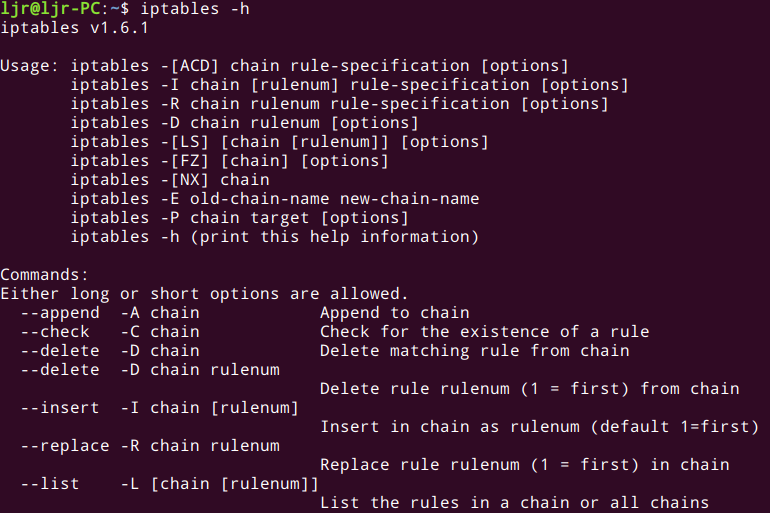 ljr@ljr-PC:~$ iptables -h
iptables v1.6.1

Usage: iptables -[ACD] chain rule-specification [options]
       iptables -I chain [rulenum] rule-specification [options]
       iptables -R chain rulenum rule-specification [options]
       iptables -D chain rulenum [options]
       iptables -[LS] [chain [rulenum]] [options]
       iptables -[FZ] [chain] [options]
       iptables -[NX] chain
       iptables -E old-chain-name new-chain-name
       iptables -P chain target [options]
       iptables -h (print this help information)

Commands:
Either long or short options are allowed.
  --append  -A chain            Append to chain
  --check   -C chain            Check for the existence of a rule
  --delete  -D chain            Delete matching rule from chain
  --delete  -D chain rulenum
                                Delete rule rulenum (1 = first) from chain
  --insert  -I chain [rulenum]
                                Insert in chain as rulenum (default 1=first)
  --replace -R chain rulenum
                                Replace rule rulenum (1 = first) in chain
  --list    -L [chain [rulenum]]
                                List the rules in a chain or all chains